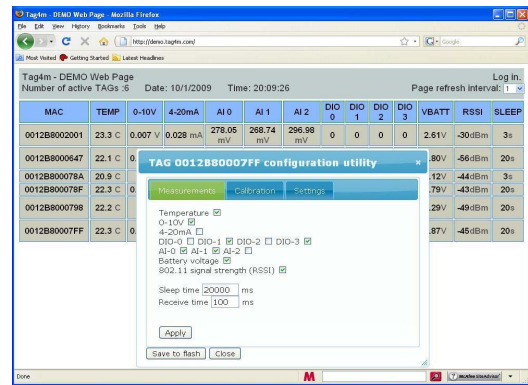 Tag4m - DEMO Web Page - Mozilla Firefox
File Edit View History Bookmarks Tools Help
http://demo.tag4m.com/
Google
Most Visited Getting Started Latest Headlines
Tag4m - DEMO Web Page Log in.
Number of active TAGs :6 Date: 10/1/2009 Time: 20:09:26 Page refresh interval: 1
MAC TEMP 0-10V 4-20mA AI 0 AI 1 AI 2 DIO 0 DIO 1 DIO 2 DIO 3 VBATT RSSI SLEEP
0012B8002001 23.3 C 0.007 V 0.028 mA 278.05 mV 268.74 mV 296.98 mV 0 0 0 0 2.61V -30dBm 3s
0012B8000647 22.1 C 0. .80V -56dBm 20s
0012B800078A 20.9 C .12V -44dBm 3s
0012B800078F 23.3 C 0. .79V -43dBm 20s
0012B8000798 22.2 C .29V -49dBm 20s
0012B80007FF 22.3 C 0. .87V -45dBm 20s
TAG 0012B80007FF configuration utility ×
Measurements Calibration Settings
Temperature
0-10V
4-20mA
DIO-0 DIO-1 DIO-2 DIO-3
AI-0 AI-1 AI-2
Battery voltage
802.11 signal strength (RSSI)
Sleep time 20000 ms
Receive time 100 ms
Apply
Save to flash Close
Done M McAfee SiteAdvisor